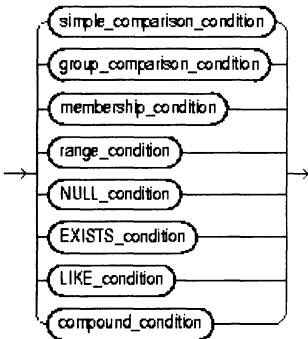 simple_comparison_condition
group_comparison_condition
membership_condition
range_condition
NULL_condition
EXISTS_condition
LIKE_condition
compound_condition